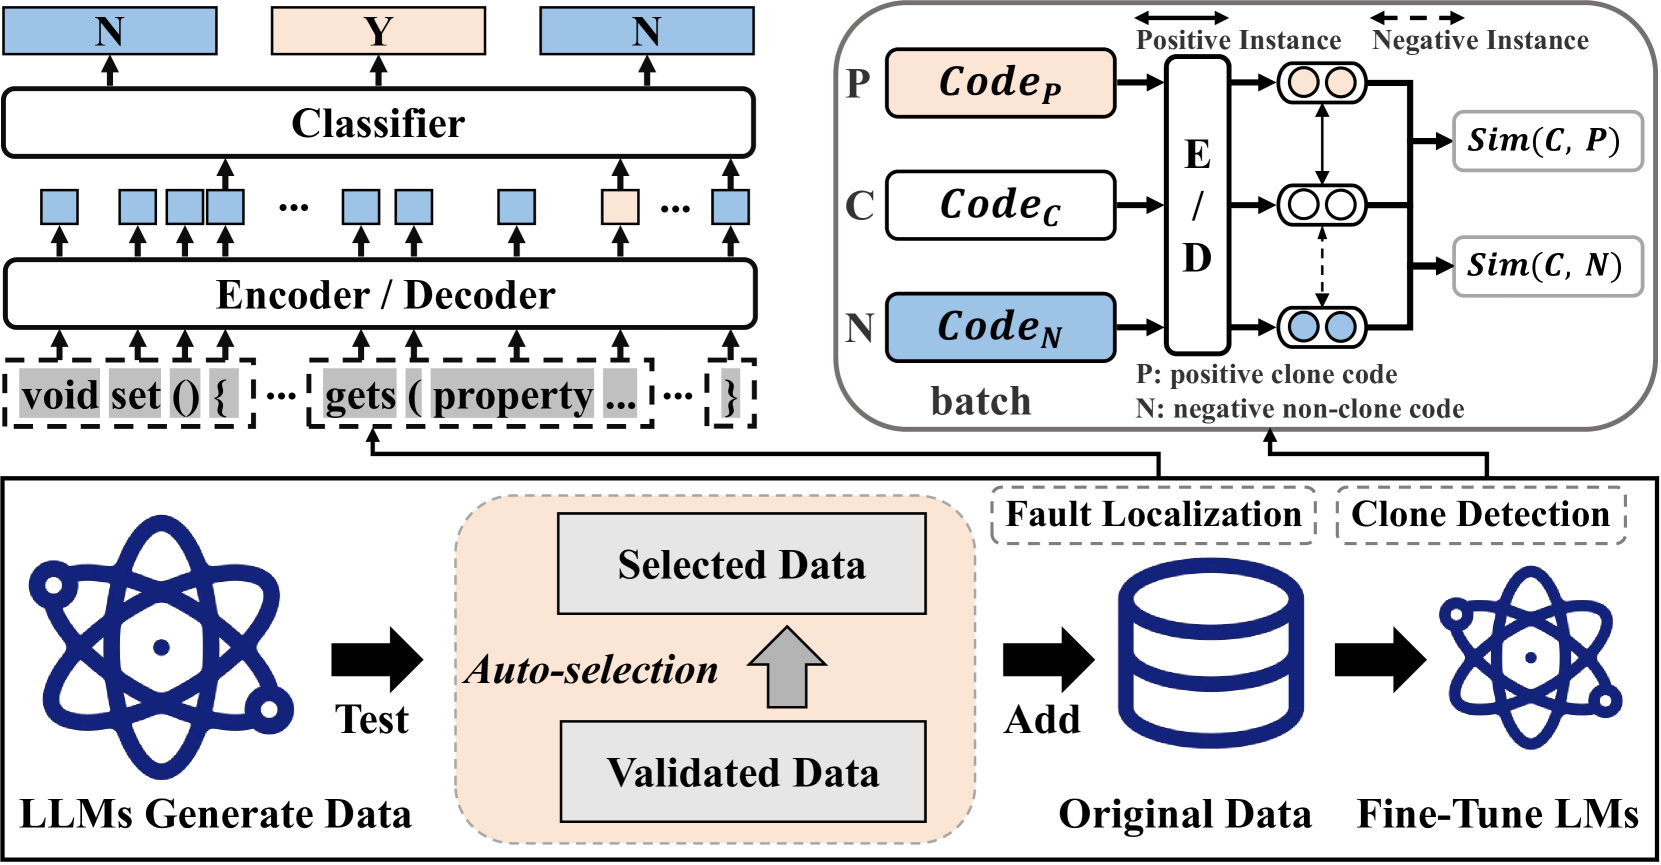 N Y N
Classifier
...
...
Encoder / Decoder
void set () { ... gets ( property ... ... }
Positive Instance
Negative Instance
P Code_P
C Code_C
N Code_N
E
/
D
Sim(C, P)
Sim(C, N)
P: positive clone code
N: negative non-clone code
batch
Fault Localization
Clone Detection
LLMs Generate Data
Test
Selected Data
Auto-selection
Validated Data
Add
Original Data
Fine-Tune LMs